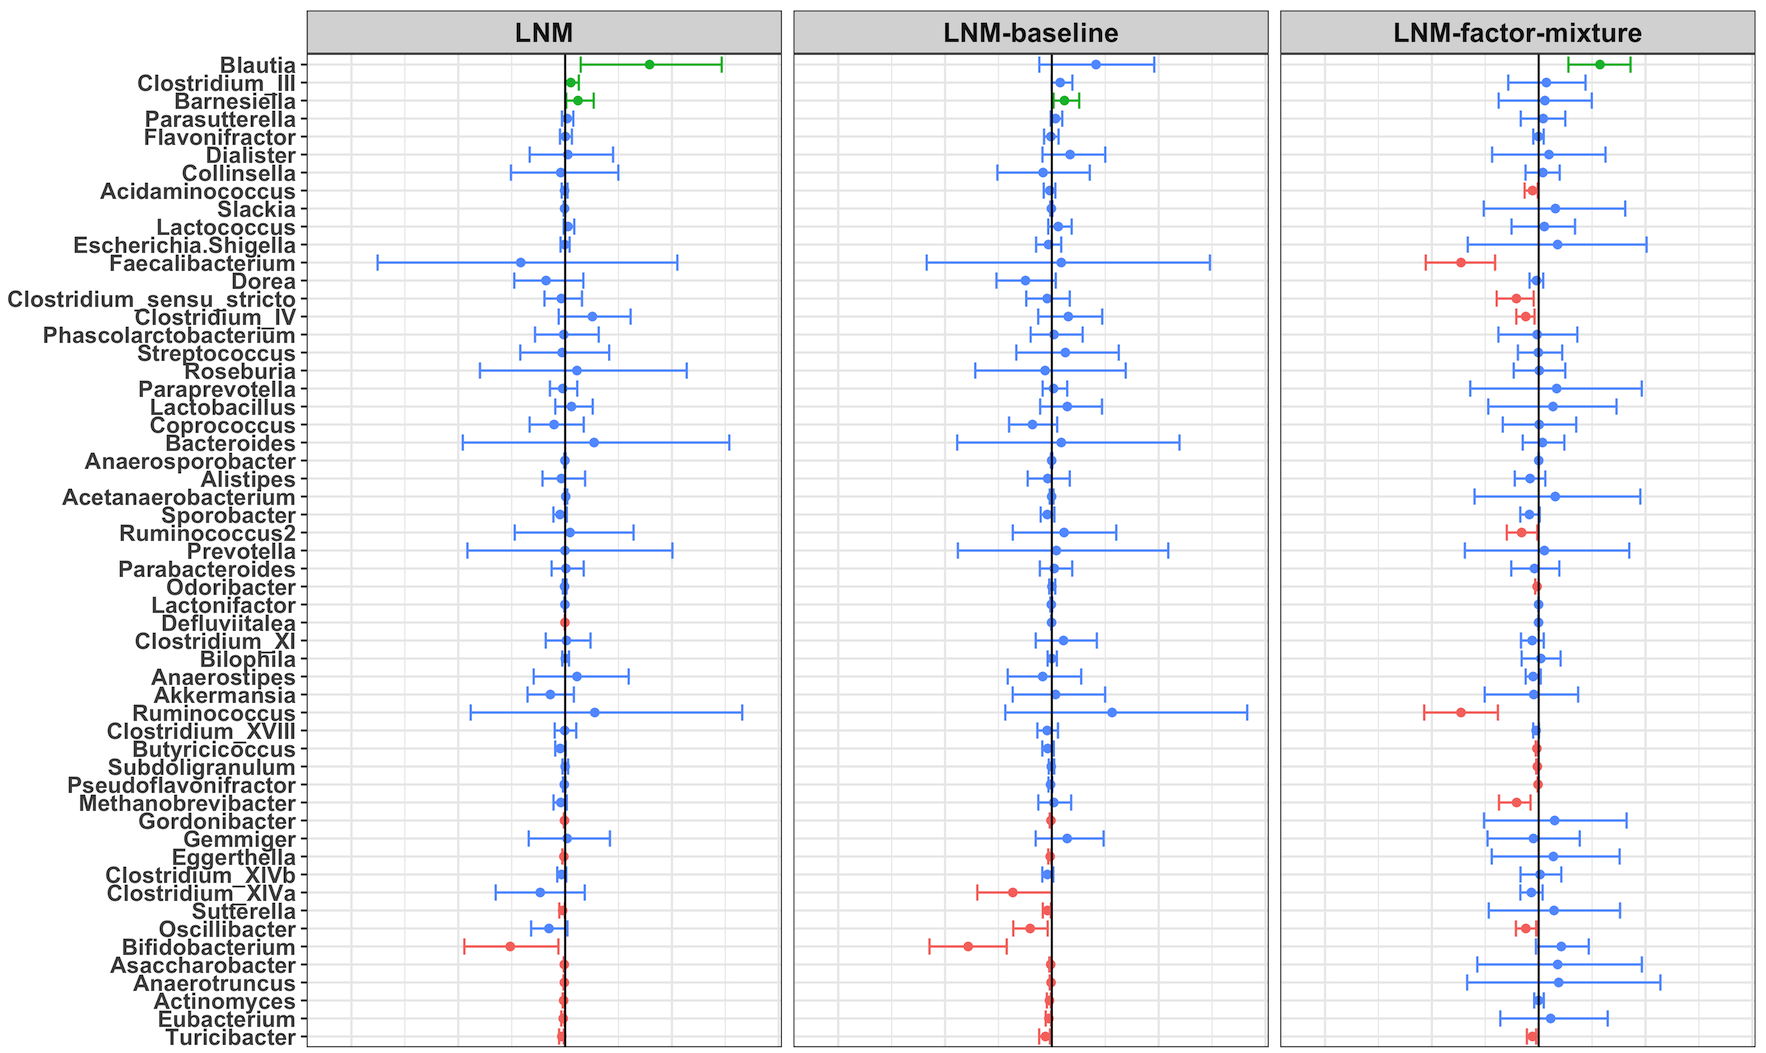 LNM
LNM-baseline
LNM-factor-mixture
Blautia
Clostridium_III
Barnesiella
Parasutterella
Flavonifractor
Dialister
Collinsella
Acidaminococcus
Slackia
Lactococcus
Escherichia.Shigella
Faecalibacterium
Dorea
Clostridium_sensu_stricto
Clostridium_IV
Phascolarctobacterium
Streptococcus
Roseburia
Paraprevotella
Lactobacillus
Coprococcus
Bacteroides
Anaerosporobacter
Alistipes
Acetanaerobacterium
Sporobacter
Ruminococcus2
Prevotella
Parabacteroides
Odoribacter
Lactonifactor
Defluviitalea
Clostridium_XI
Bilophila
Anaerostipes
Akkermansia
Ruminococcus
Clostridium_XVIII
Butyricicoccus
Subdoligranulum
Pseudoflavonifractor
Methanobrevibacter
Gordonibacter
Gemmiger
Eggerthella
Clostridium_XIVb
Clostridium_XIVa
Sutterella
Oscillibacter
Bifidobacterium
Asaccharobacter
Anaerotruncus
Actinomyces
Eubacterium
Turicibacter